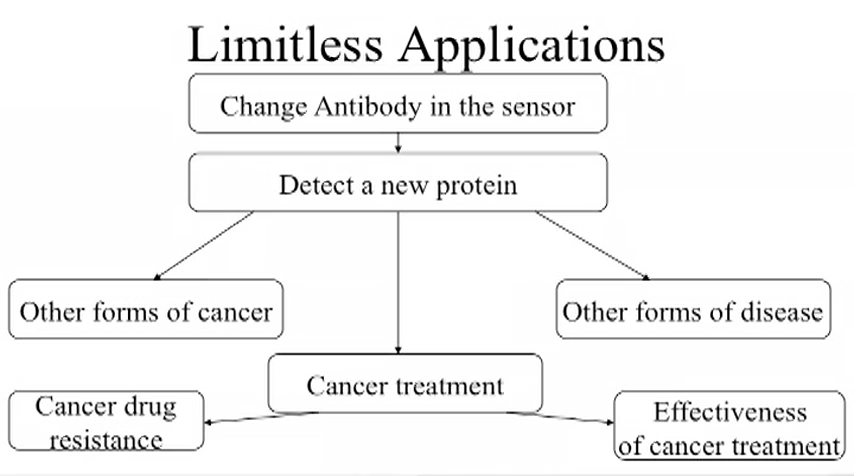 Limitless Applications
Change Antibody in the sensor
Detect a new protein
Other forms of cancer
Other forms of disease
Cancer treatment
Cancer drug
resistance
Effectiveness
of cancer treatment